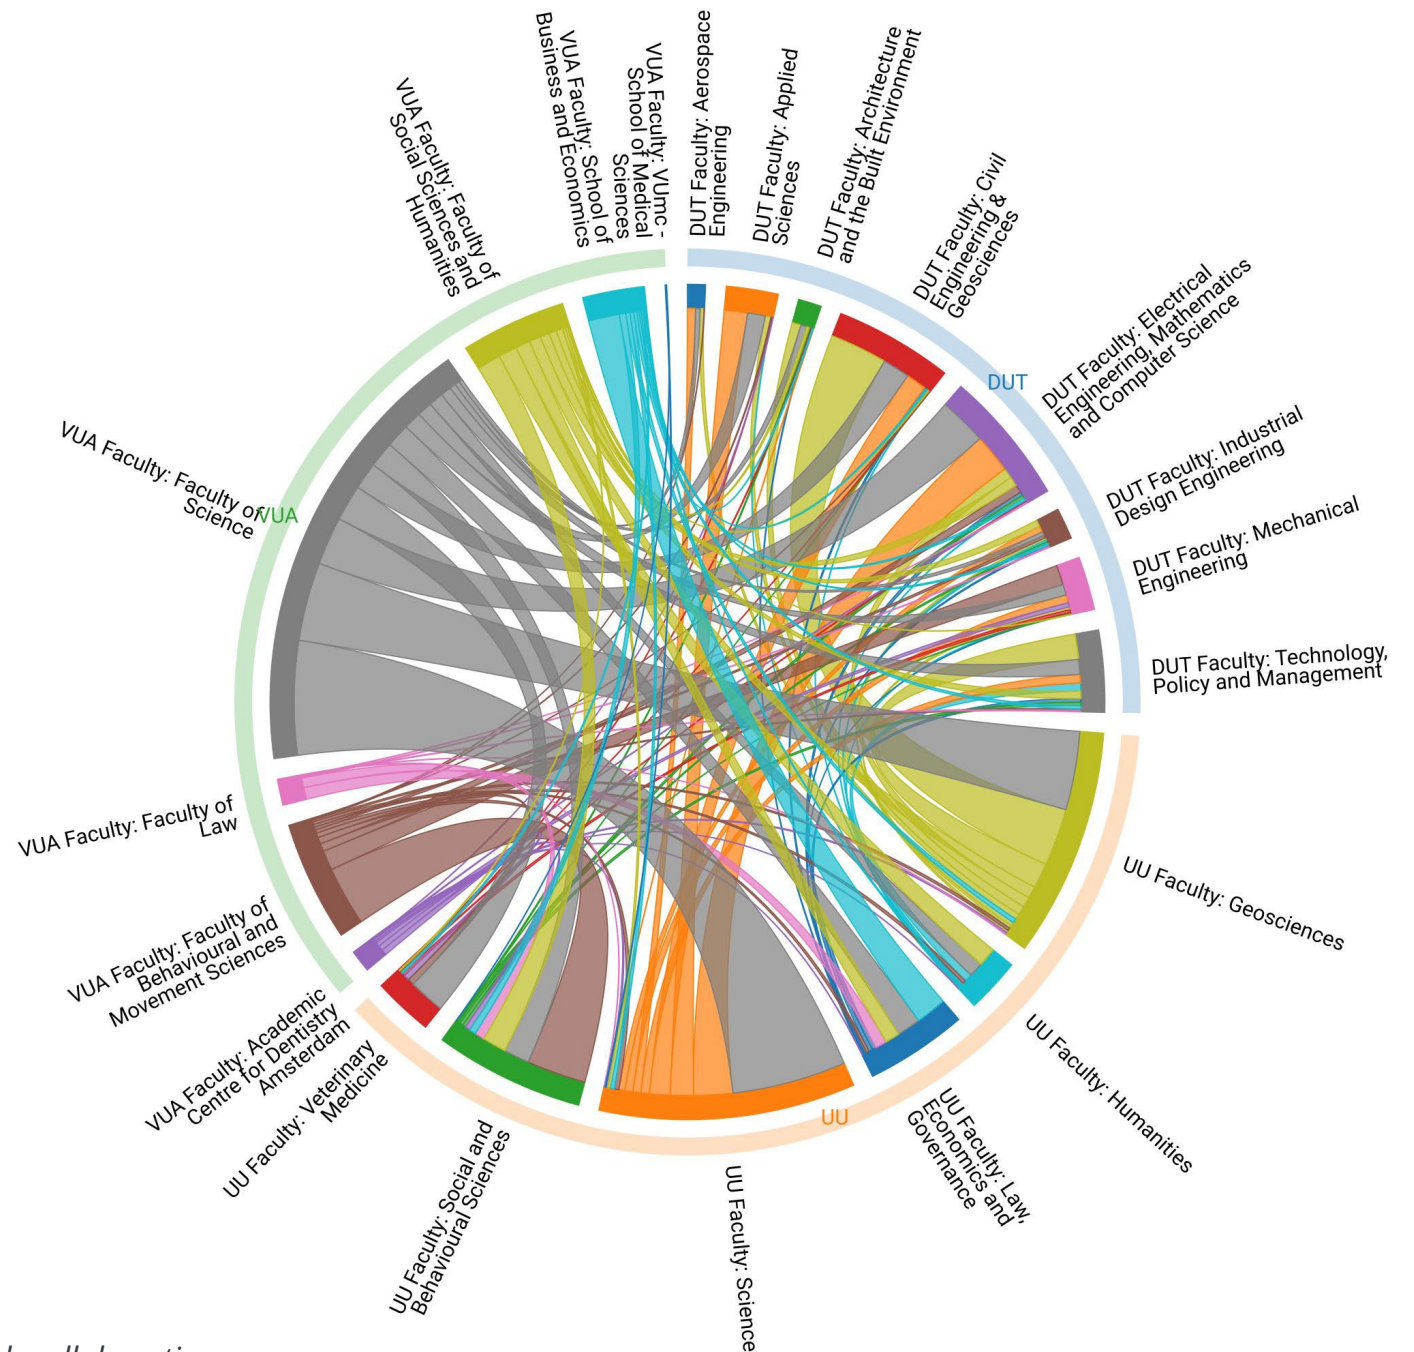 DUT Faculty: Aerospace
Engineering
DUT Faculty: Applied
Sciences
DUT Faculty: Architecture
and the Built Environment
DUT Faculty: Civil
Engineering &
Geosciences
DUT
DUT Faculty: Electrical
Engineering, Mathematics
and Computer Science
DUT Faculty: Industrial
Design Engineering
DUT Faculty: Mechanical
Engineering
DUT Faculty: Technology,
Policy and Management
UU Faculty: Geosciences
UU Faculty: Humanities
UU Faculty: Law,
Economics and
Governance
UU
UU Faculty: Science
UU Faculty: Social and
Behavioural Sciences
UU Faculty: Veterinary
Medicine
VUA Faculty: Academic
Centre for Dentistry
Amsterdam
VUA Faculty: Faculty of
Behavioural and
Movement Sciences
VUA Faculty: Faculty of
Law
VUA Faculty: Faculty of
Science
VUA
VUA Faculty: Faculty of
Social Sciences and
Humanities
VUA Faculty: School of
Business and Economics
VUA Faculty: VUmc -
School of Medical
Sciences